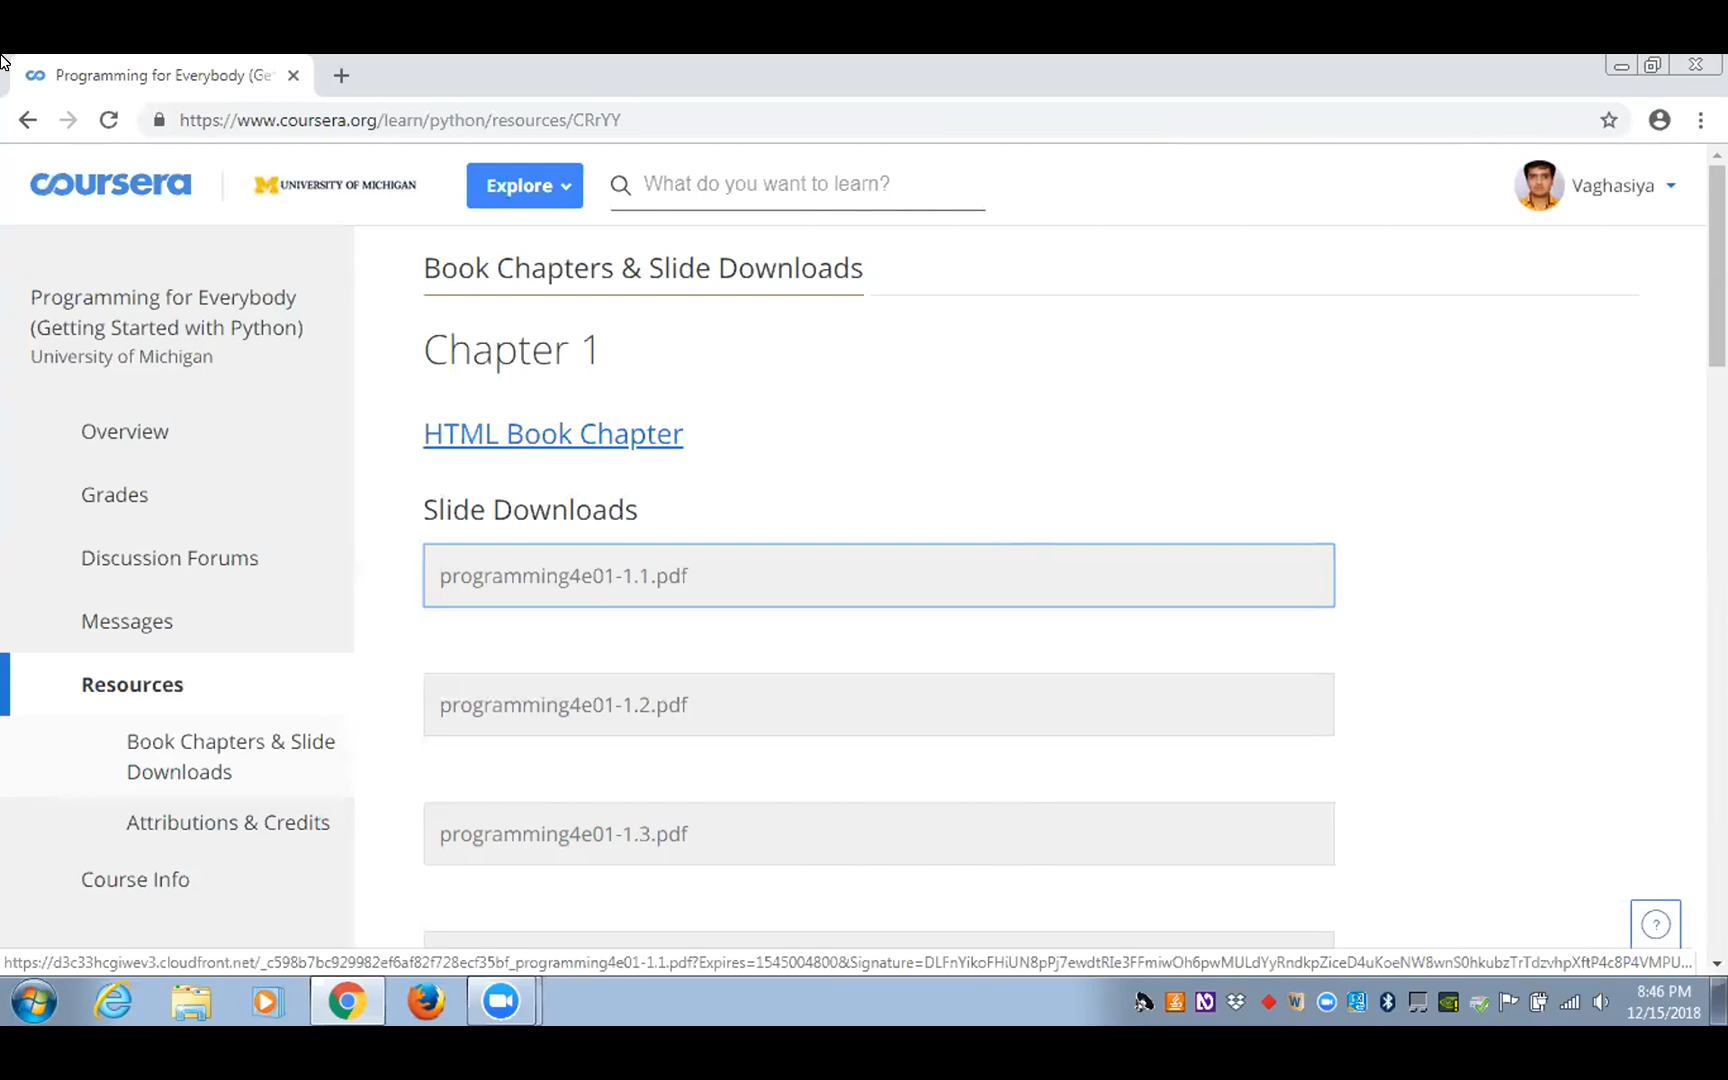 Programming for Everybody (Ge
https://www.coursera.org/learn/python/resources/CRrYY
coursera
M UNIVERSITY OF MICHIGAN
Explore
What do you want to learn?
Vaghasiya
Programming for Everybody
(Getting Started with Python)
University of Michigan
Overview
Grades
Discussion Forums
Messages
Resources
Book Chapters & Slide
Downloads
Attributions & Credits
Course Info
Book Chapters & Slide Downloads
Chapter 1
HTML Book Chapter
Slide Downloads
programming4e01-1.1.pdf
programming4e01-1.2.pdf
programming4e01-1.3.pdf
?
8:46 PM
12/15/2018